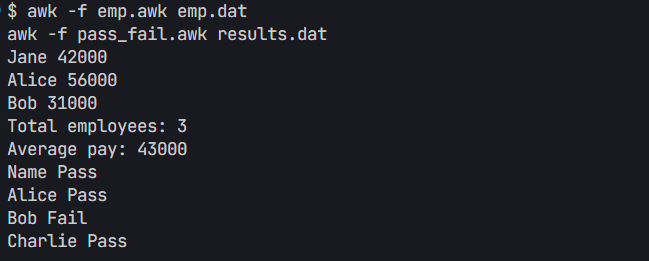 $ awk -f emp.awk emp.dat
awk -f pass_fail.awk results.dat
Jane 42000
Alice 56000
Bob 31000
Total employees: 3
Average pay: 43000
Name Pass
Alice Pass
Bob Fail
Charlie Pass